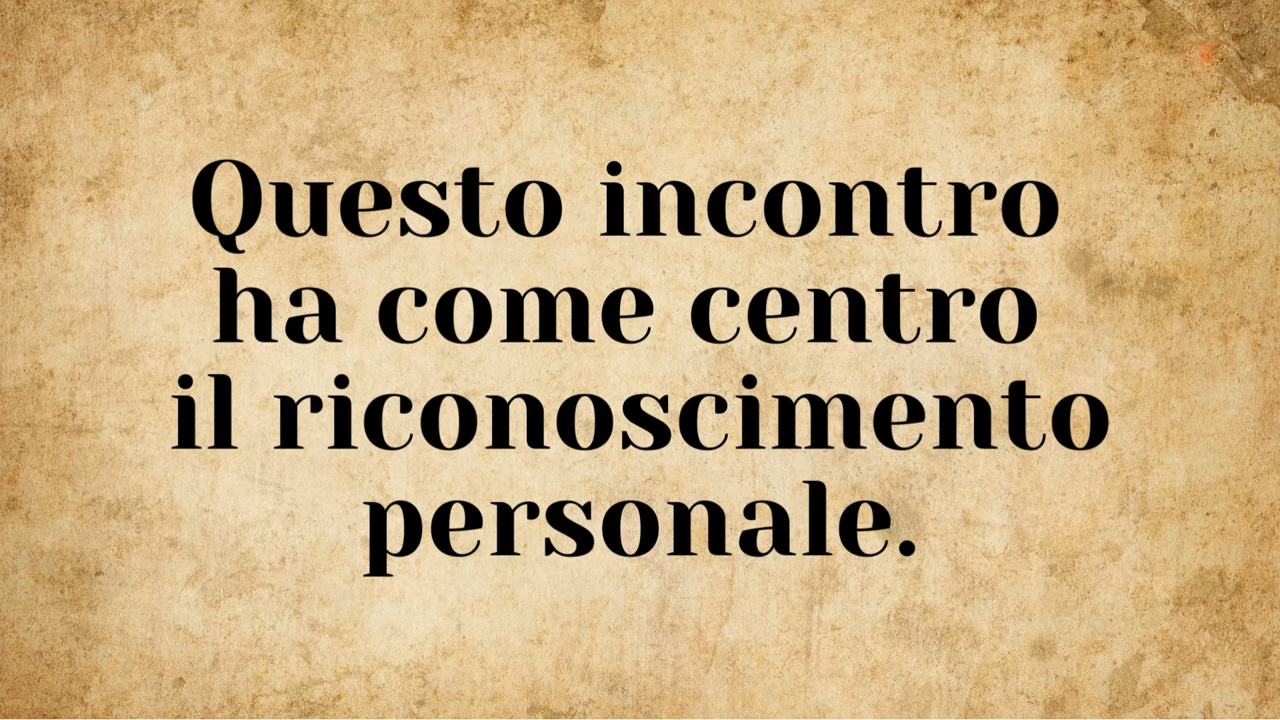 Questo incontro
ha come centro
il riconoscimento
personale.